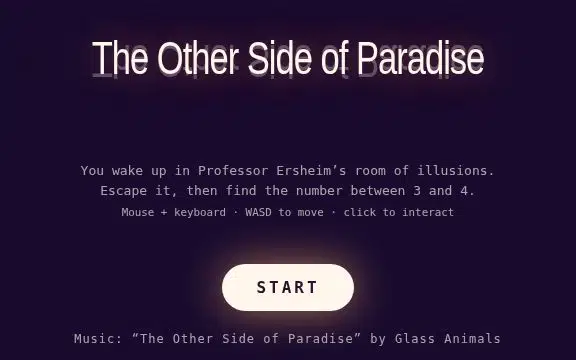 The Other Side of Paradise
You wake up in Professor Ersheim’s room of illusions.
Escape it, then find the number between 3 and 4.
Mouse + keyboard · WASD to move · click to interact
START
Music: “The Other Side of Paradise” by Glass Animals